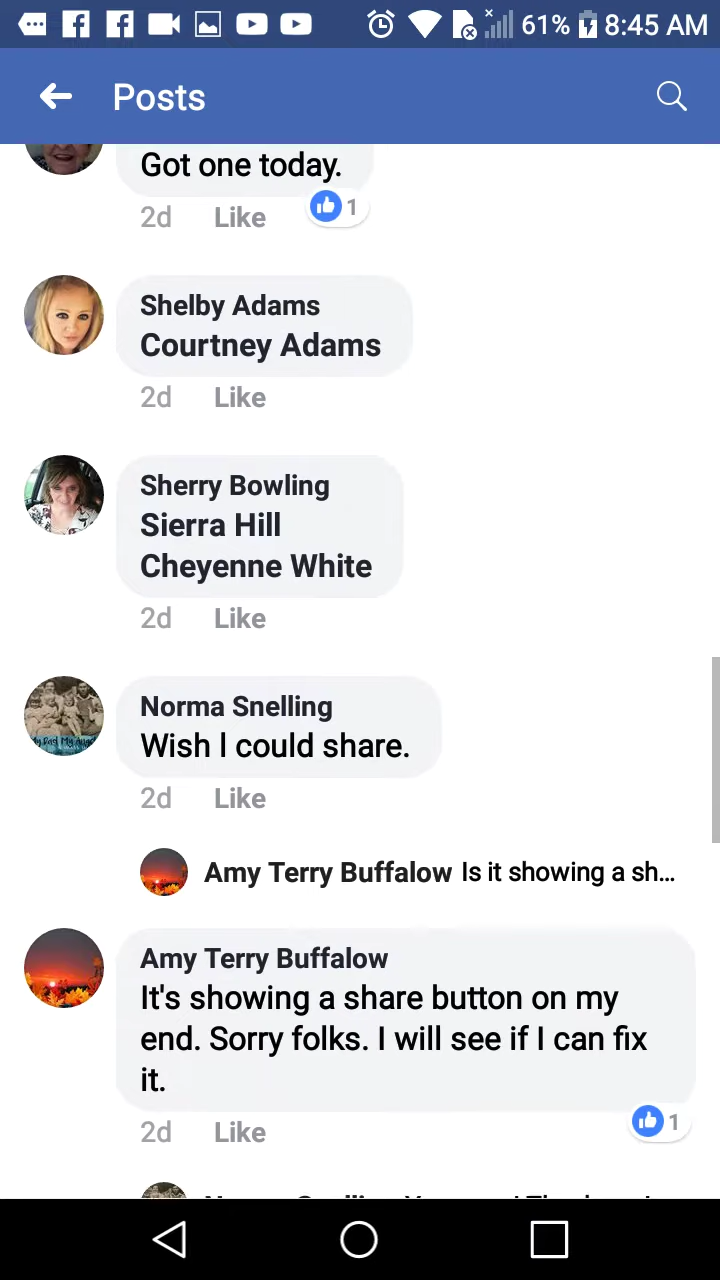 61% 8:45 AM
Posts
Got one today.
2d Like 1
Shelby Adams
Courtney Adams
2d Like
Sherry Bowling
Sierra Hill
Cheyenne White
2d Like
Norma Snelling
Wish I could share.
2d Like
Amy Terry Buffalow Is it showing a sh...
Amy Terry Buffalow
It's showing a share button on my
end. Sorry folks. I will see if I can fix
it.
2d Like 1